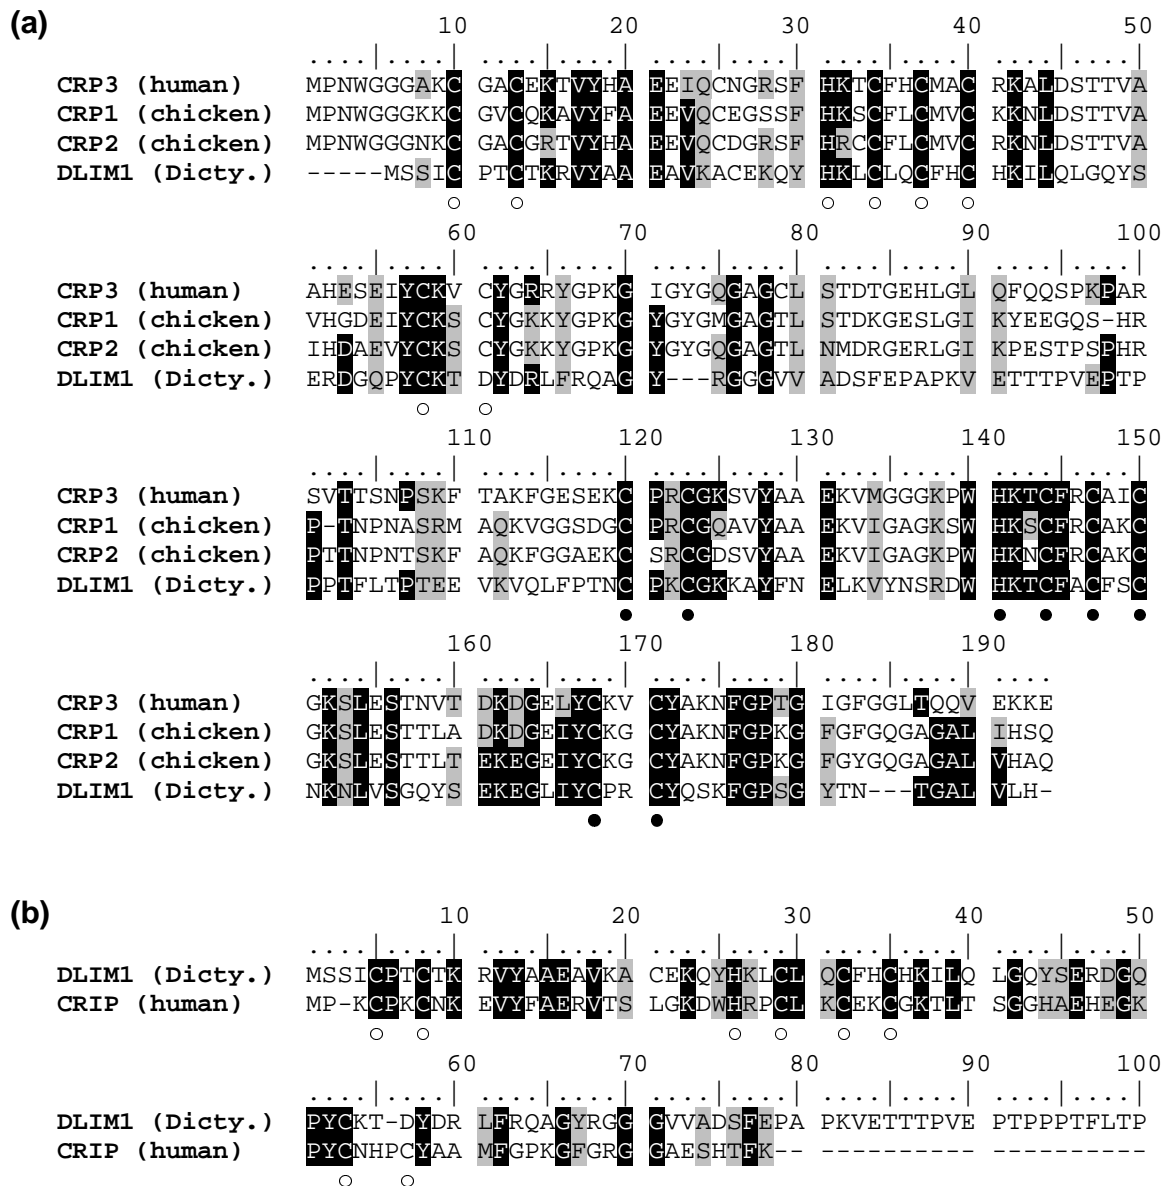 (a)
10 20 30 40 50
CRP3 (human) MPNWGGGAKC GACEKTVYHA EEIQCNGRSF HKTCFHCMAC RKALDSTTVA
CRP1 (chicken) MPNWGGGKKC GVCQKAVYFA EEVQCEGSSF HKSCFLCMVC KKNLDSTTVA
CRP2 (chicken) MPNWGGGNKC GACGRTVYHA EEVQCDGRSF HRCCFLCMVC RKNLDSTTVA
DLIM1 (Dicty.) -----MSSIC PTCTKRVYAA EAVKACEKQY HKLCLQCFHC HKILQLGQYS
60 70 80 90 100
CRP3 (human) AHESEIYCKV CYGRRYGPKG IGYGQGAGCL STDTGEHLGL QFQQSPKPAR
CRP1 (chicken) VHGDEIYCKS CYGKKYGPKG YGYGMGAGTL STDKGESLGI KYEEGQS-HR
CRP2 (chicken) IHDAEVYCKS CYGKKYGPKG YGYGQGAGTL NMDRGERLGI KPESTPSPHR
DLIM1 (Dicty.) ERDGQPYCKT DYDRLFRQAG Y---RGGGVV ADSFEPAPKV ETTTPVEPTP
110 120 130 140 150
CRP3 (human) SVTTSNPSKF TAKFGESEKC PRCGKSVYAA EKVMGGGKPW HKTCFRCAIC
CRP1 (chicken) P-TNPNASRM AQKVGGSDGC PRCGQAVYAA EKVIGAGKSW HKSCFRCAKC
CRP2 (chicken) PTTNPNTSKF AQKFGGAEKC SRCGDSVYAA EKVIGAGKPW HKNCFRCAKC
DLIM1 (Dicty.) PPTFLTPTEE VKVQLFPTNC PKCGKKAYFN ELKVYNSRDW HKTCFACFSC
160 170 180 190
CRP3 (human) GKSLESTNVT DKDGELYCKV CYAKNFGPTG IGFGGLTQQV EKKE
CRP1 (chicken) GKSLESTTLA DKDGEIYCKG CYAKNFGPKG FGFGQGAGAL IHSQ
CRP2 (chicken) GKSLESTTLT EKEGEIYCKG CYAKNFGPKG FGYGQGAGAL VHAQ
DLIM1 (Dicty.) NKNLVSGQYS EKEGLIYCPR CYQSKFGPSG YTN---TGAL VLH-
(b)
10 20 30 40 50
DLIM1 (Dicty.) MSSICPTCTK RVYAAEAVKA CEKQYHKLCL QCFHCHKILQ LGQYSERDGQ
CRIP (human) MP-KCPKCNK EVYFAERVTS LGKDWHRPCL KCEKCGKTLT SGGHAEHEGK
60 70 80 90 100
DLIM1 (Dicty.) PYCKT-DYDR LFRQAGYRGG GVVADSFEPA PKVETTTPVE PTPPPTFLTP
CRIP (human) PYCNHPCYAA MFGPKGFGRG GAESHTFK-- ---------- ----------